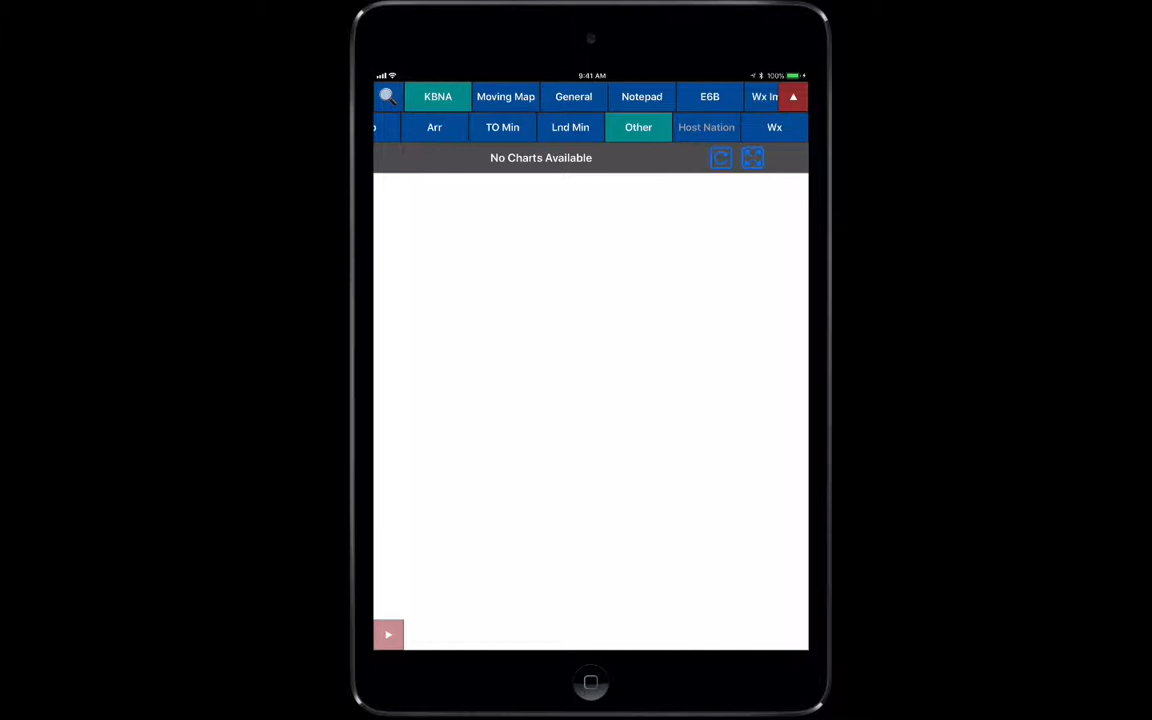 9:41 AM 100%
KBNA Moving Map General Notepad E6B Wx Im
Arr TO Min Lnd Min Other Host Nation Wx
No Charts Available